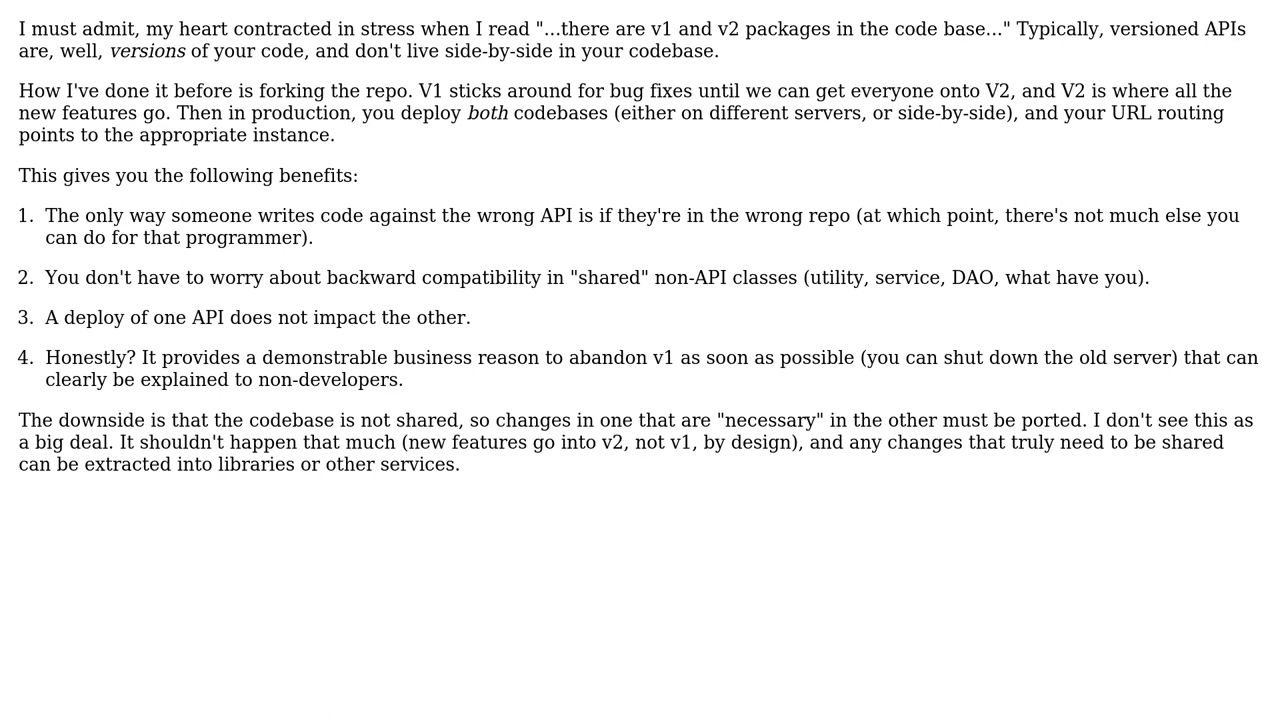 I must admit, my heart contracted in stress when I read "...there are v1 and v2 packages in the code base..." Typically, versioned APIs
are, well, versions of your code, and don't live side-by-side in your codebase.
How I've done it before is forking the repo. V1 sticks around for bug fixes until we can get everyone onto V2, and V2 is where all the
new features go. Then in production, you deploy both codebases (either on different servers, or side-by-side), and your URL routing
points to the appropriate instance.
This gives you the following benefits:
1. The only way someone writes code against the wrong API is if they're in the wrong repo (at which point, there's not much else you
can do for that programmer).
2. You don't have to worry about backward compatibility in "shared" non-API classes (utility, service, DAO, what have you).
3. A deploy of one API does not impact the other.
4. Honestly? It provides a demonstrable business reason to abandon v1 as soon as possible (you can shut down the old server) that can
clearly be explained to non-developers.
The downside is that the codebase is not shared, so changes in one that are "necessary" in the other must be ported. I don't see this as
a big deal. It shouldn't happen that much (new features go into v2, not v1, by design), and any changes that truly need to be shared
can be extracted into libraries or other services.